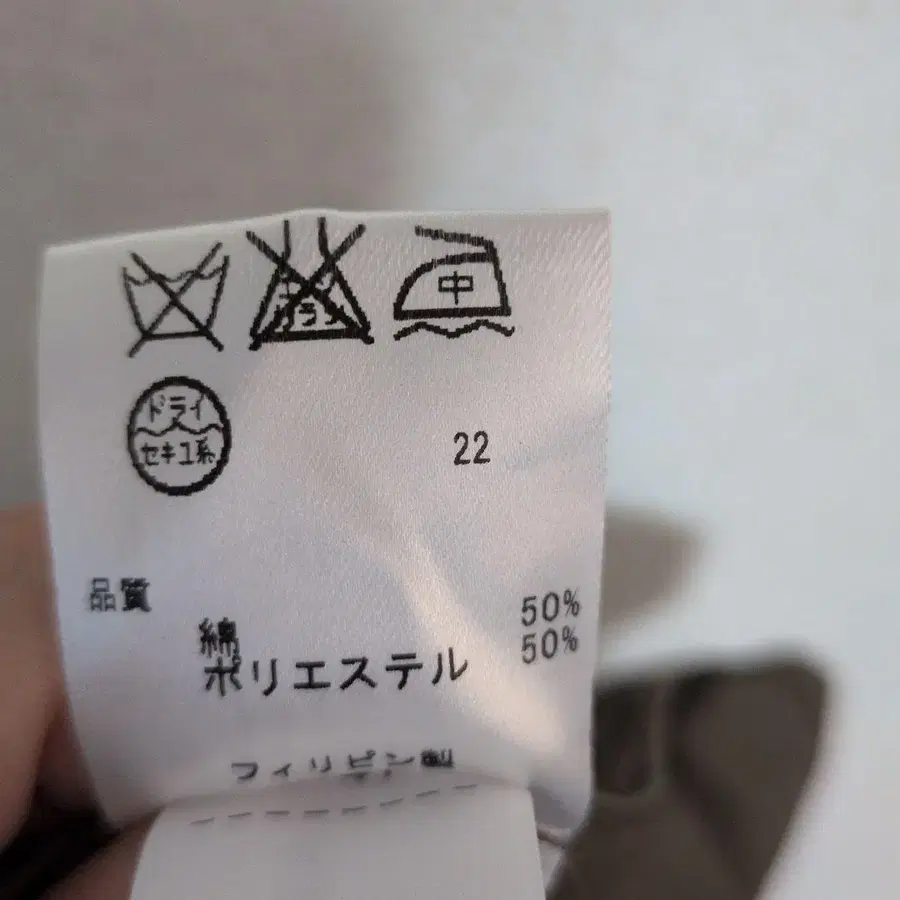 中
ドライ
セキユ系
22
品質
綿 50%
ポリエステル 50%
フィリピン製